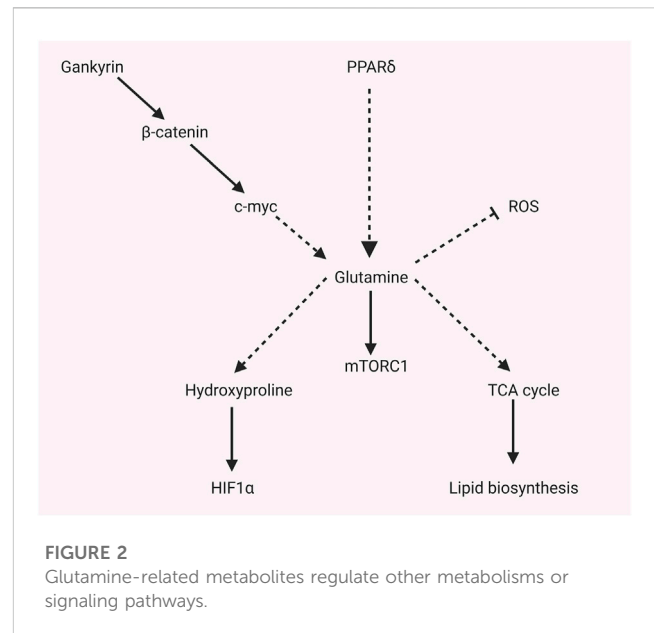 Gankyrin
PPARδ
β-catenin
c-myc
ROS
Glutamine
mTORC1
Hydroxyproline
TCA cycle
HIF1α
Lipid biosynthesis
FIGURE 2
Glutamine-related metabolites regulate other metabolisms or
signaling pathways.